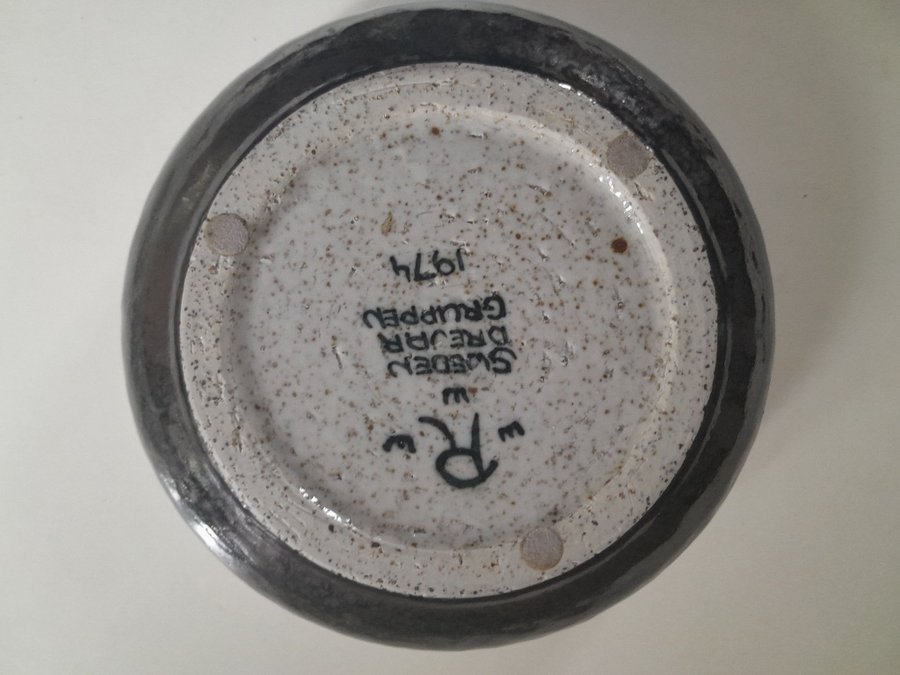 R
SWEDEN
DREJAR
GRUPPEN
1974